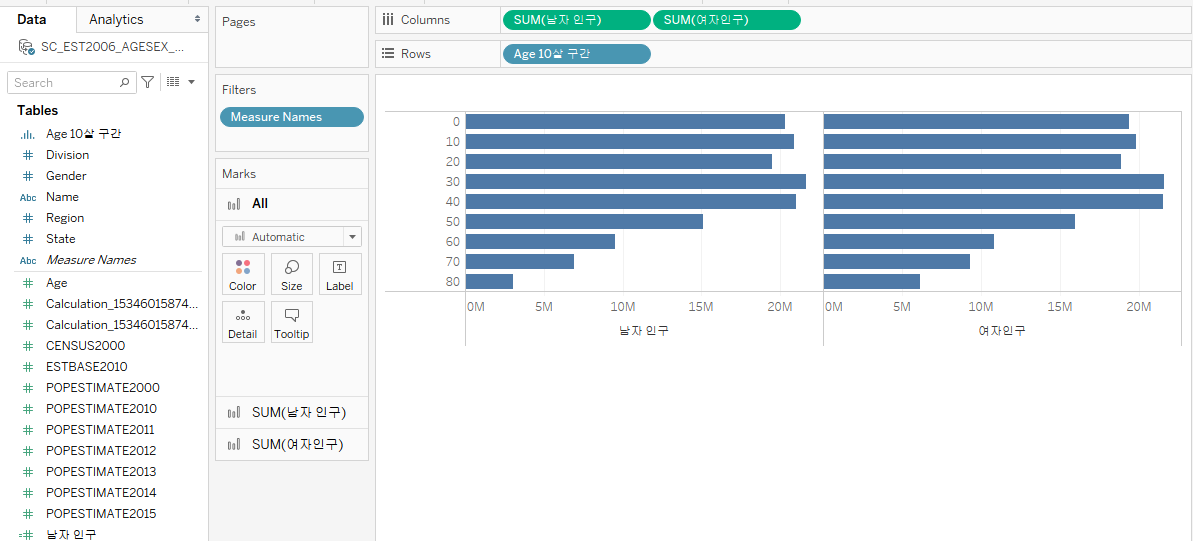 Data
Analytics
SC_EST2006_AGESEX_...
Search
Tables
Age 10살 구간
Division
Gender
Name
Region
State
Measure Names
Age
Calculation_15346015874...
Calculation_15346015874...
CENSUS2000
ESTBASE2010
POPESTIMATE2000
POPESTIMATE2010
POPESTIMATE2011
POPESTIMATE2012
POPESTIMATE2013
POPESTIMATE2014
POPESTIMATE2015
남자 인구
Abc
Abc
Pages
Filters
Measure Names
Marks
All
Automatic
Color
Size
Label
Detail
Tooltip
SUM(남자 인구)
SUM(여자인구)
Columns
SUM(남자 인구)
SUM(여자인구)
Rows
Age 10살 구간
0
10
20
30
40
50
60
70
80
0M 5M 10M 15M 20M
0M 5M 10M 15M 20M
남자 인구
여자인구